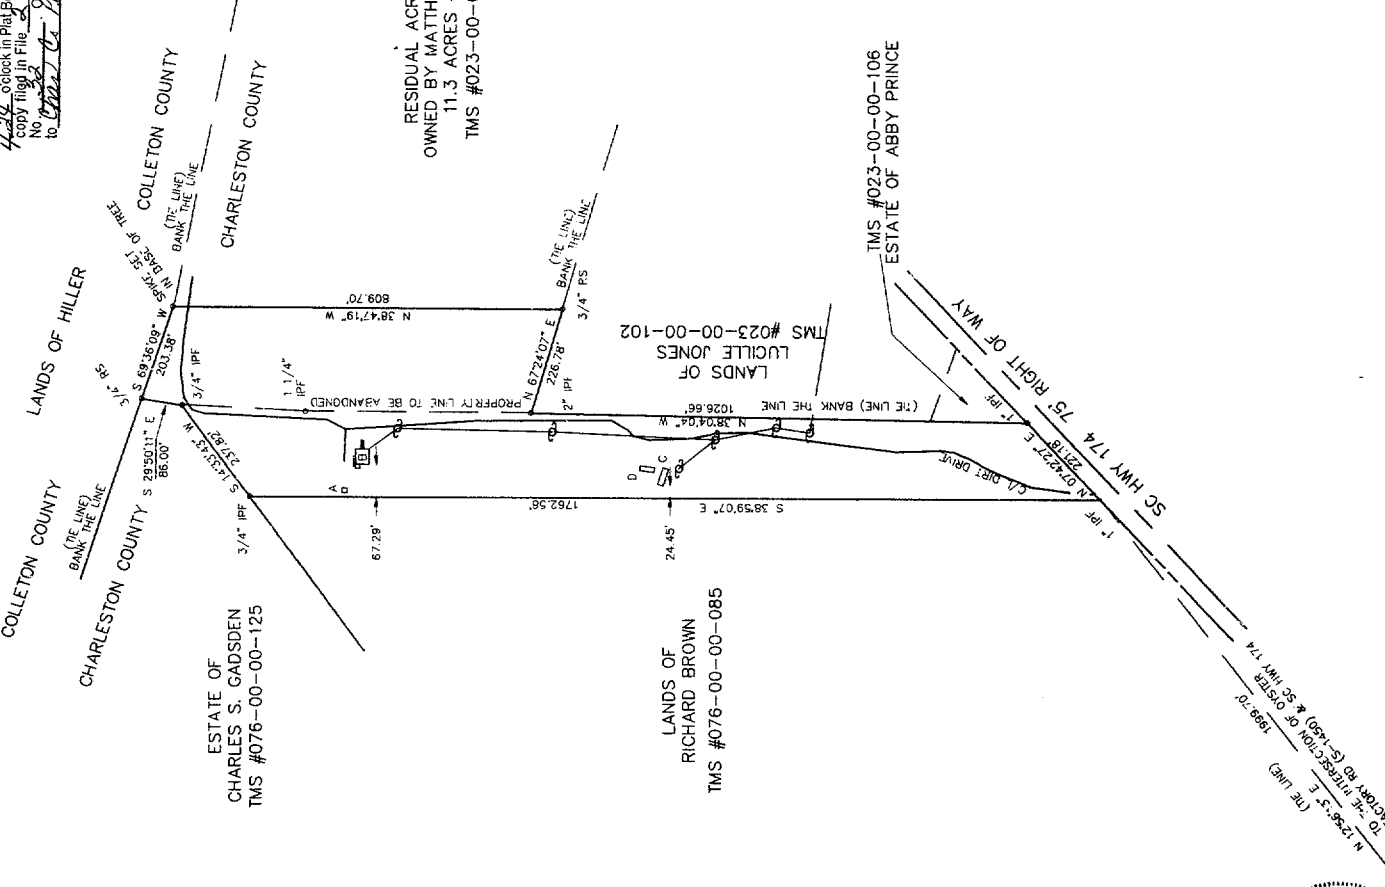 4:24 o'clock in Plat B
copy filed in File 2
No. 32
to
RESIDUAL ACR
OWNED BY MATTH
11.3 ACRES
TMS #023-00-0
COLLETON COUNTY
CHARLESTON COUNTY
(TIE LINE)
BANK THE LINE
SPIKE SET
IN BASE OF TREE
LANDS OF HILLER
3/4" RS
S 69°36'09" W
203.38'
3/4" IPF
1 1/4"
IPF
N 38°47'19" W
809.70'
(TIE LINE)
BANK THE LINE
3/4" RS
N 67°24'07" E
226.78'
2" IPF
PROPERTY LINE TO BE ABANDONED
LANDS OF
LUCILLE JONES
TMS #023-00-00-102
TMS #023-00-00-106
ESTATE OF ABBY PRINCE
N 38°04'04" W (TIE LINE) BANK THE LINE
1026.66'
COLLETON COUNTY
(TIE LINE)
BANK THE LINE
CHARLESTON COUNTY
S 29°50'11" E
86.00'
S 14°33'43" W
237.82'
3/4" IPF
A
B
C
D
67.29'
24.45'
S 38°59'07" E
1762.56'
C/L DIRT DRIVE
1" IPF
N 07°42'27" E
221.18'
1" IPF
SC HWY 174 75' RIGHT OF WAY
ESTATE OF
CHARLES S. GADSDEN
TMS #076-00-00-125
LANDS OF
RICHARD BROWN
TMS #076-00-00-085
N 12°56'13" E (TIE LINE)
1999.70'
TO THE INTERSECTION OF OYSTER
FACTORY RD (S-1450) & SC HWY 174